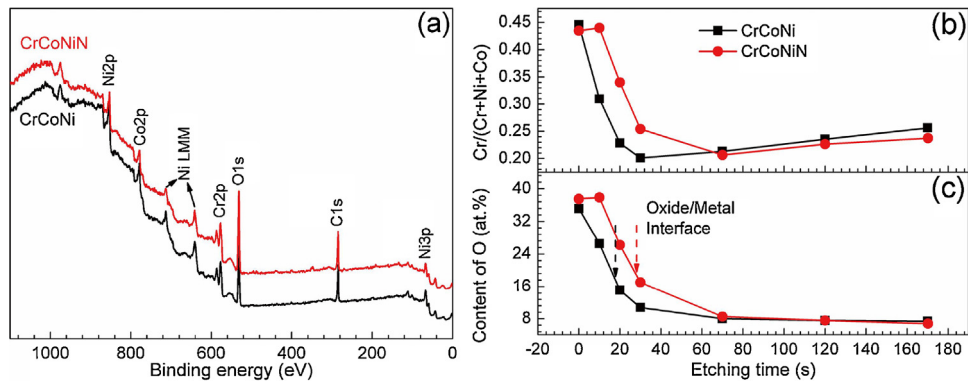 (a)
CrCoNiN
CrCoNi
Ni2p
Co2p
Ni LMM
Cr2p
O1s
C1s
Ni3p
1000 800 600 400 200 0
Binding energy (eV)
(b)
CrCoNi
CrCoNiN
0.45
0.40
0.35
0.30
0.25
0.20
Cr/(Cr+Ni+Co)
(c)
Oxide/Metal
Interface
40
32
24
16
8
Content of O (at.%)
-20 0 20 40 60 80 100 120 140 160 180
Etching time (s)